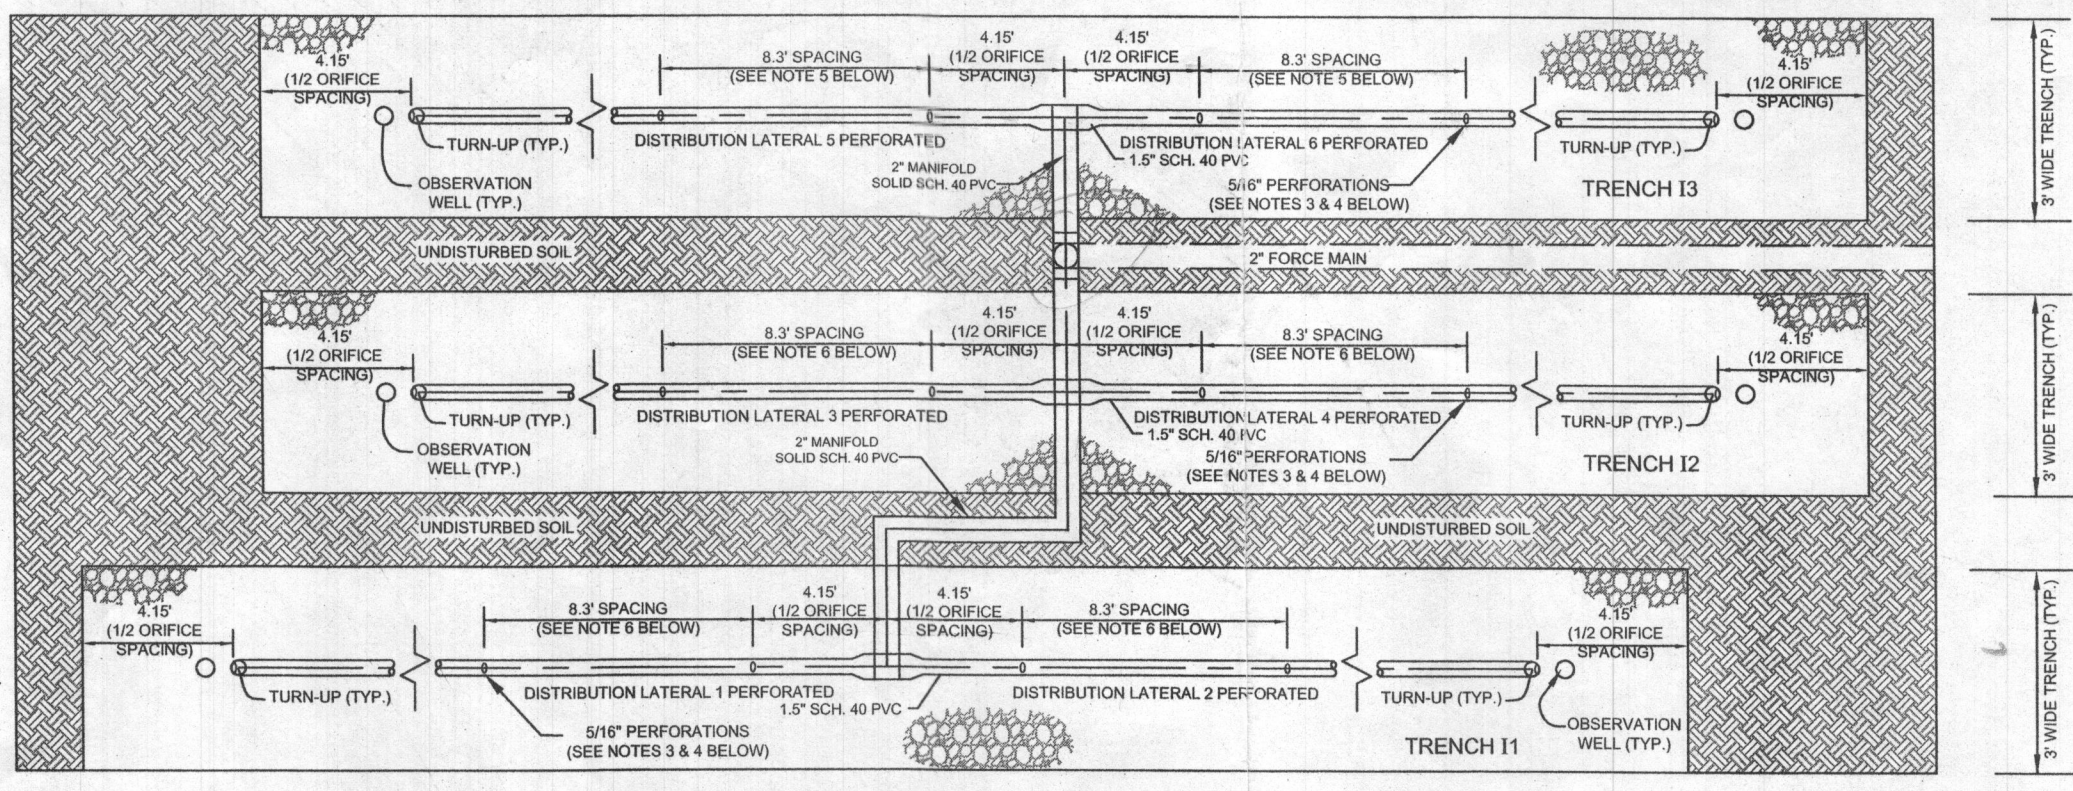 4.15'
(1/2 ORIFICE
SPACING)
8.3' SPACING
(SEE NOTE 5 BELOW)
4.15'
(1/2 ORIFICE
SPACING)
4.15'
(1/2 ORIFICE
SPACING)
8.3' SPACING
(SEE NOTE 5 BELOW)
4.15'
(1/2 ORIFICE
SPACING)
TURN-UP (TYP.)
DISTRIBUTION LATERAL 5 PERFORATED
DISTRIBUTION LATERAL 6 PERFORATED
1.5" SCH. 40 PVC
TURN-UP (TYP.)
OBSERVATION
WELL (TYP.)
2" MANIFOLD
SOLID SCH. 40 PVC
5/16" PERFORATIONS
(SEE NOTES 3 & 4 BELOW)
TRENCH I3
3' WIDE TRENCH (TYP.)
UNDISTURBED SOIL
2" FORCE MAIN
4.15'
(1/2 ORIFICE
SPACING)
8.3' SPACING
(SEE NOTE 6 BELOW)
4.15'
(1/2 ORIFICE
SPACING)
4.15'
(1/2 ORIFICE
SPACING)
8.3' SPACING
(SEE NOTE 6 BELOW)
4.15'
(1/2 ORIFICE
SPACING)
TURN-UP (TYP.)
DISTRIBUTION LATERAL 3 PERFORATED
DISTRIBUTION LATERAL 4 PERFORATED
1.5" SCH. 40 PVC
TURN-UP (TYP.)
OBSERVATION
WELL (TYP.)
2" MANIFOLD
SOLID SCH. 40 PVC
5/16" PERFORATIONS
(SEE NOTES 3 & 4 BELOW)
TRENCH I2
3' WIDE TRENCH (TYP.)
UNDISTURBED SOIL
UNDISTURBED SOIL
4.15'
(1/2 ORIFICE
SPACING)
8.3' SPACING
(SEE NOTE 6 BELOW)
4.15'
(1/2 ORIFICE
SPACING)
4.15'
(1/2 ORIFICE
SPACING)
8.3' SPACING
(SEE NOTE 6 BELOW)
4.15'
(1/2 ORIFICE
SPACING)
TURN-UP (TYP.)
DISTRIBUTION LATERAL 1 PERFORATED
1.5" SCH. 40 PVC
DISTRIBUTION LATERAL 2 PERFORATED
TURN-UP (TYP.)
5/16" PERFORATIONS
(SEE NOTES 3 & 4 BELOW)
OBSERVATION
WELL (TYP.)
TRENCH I1
3' WIDE TRENCH (TYP.)